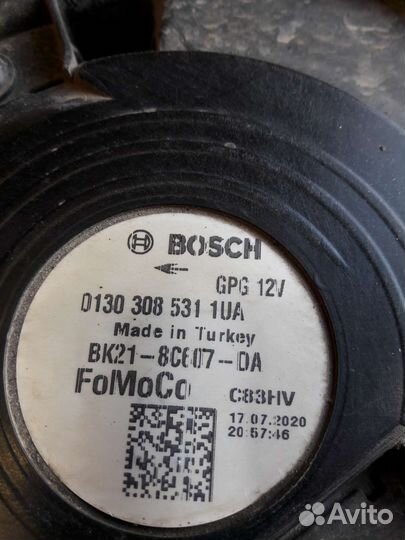 BOSCH
GPG 12V
0130 308 531 1UA
Made in Turkey
BK21-8C607-DA
FoMoCo C83HV
17.07.2020
20:57:46
Avito